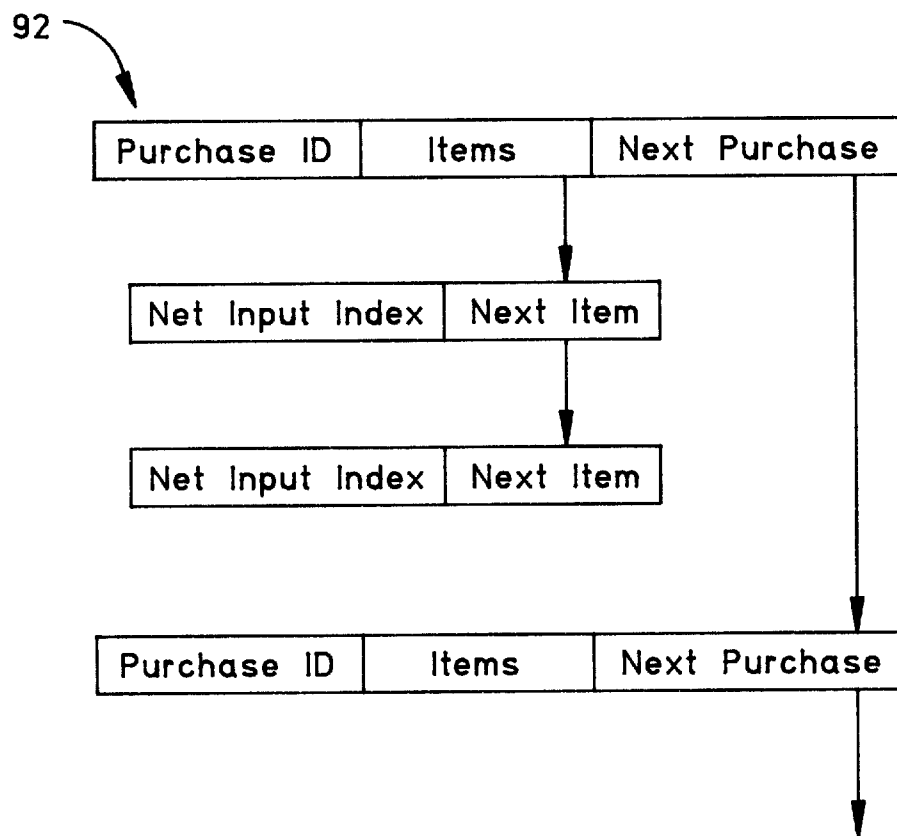 92
Purchase ID Items Next Purchase
Net Input Index Next Item
Net Input Index Next Item
Purchase ID Items Next Purchase